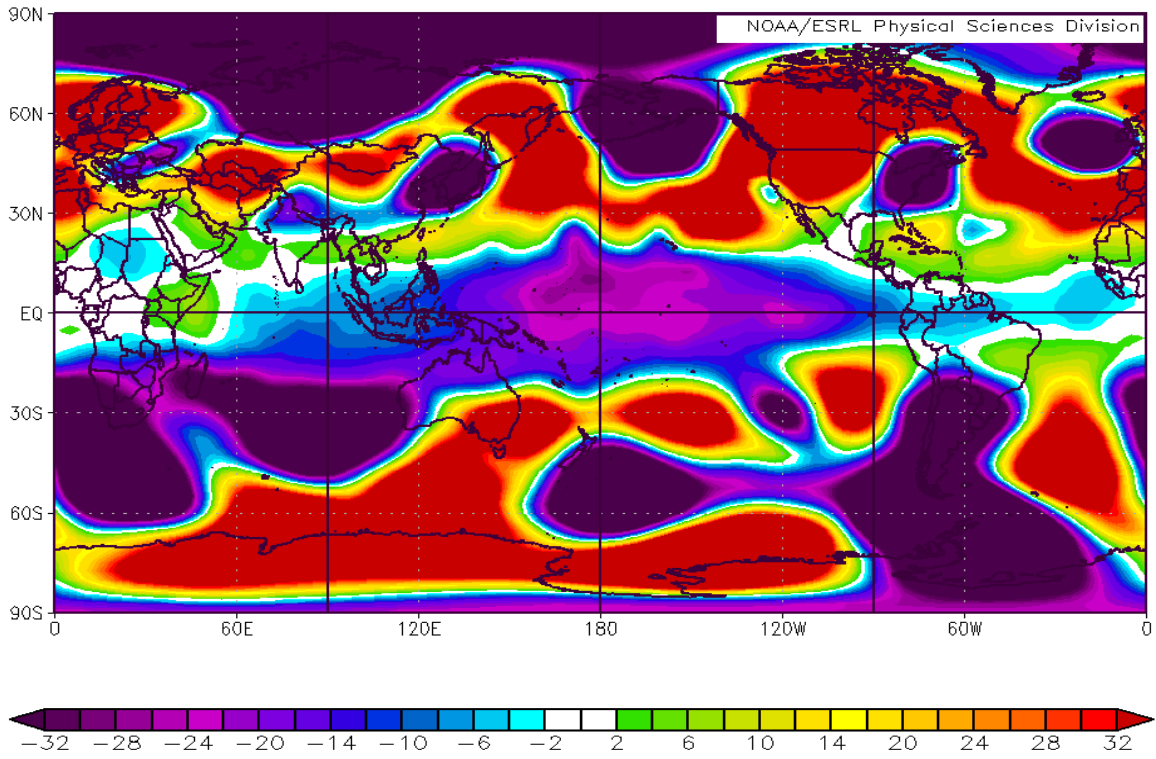 90N
NOAA/ESRL Physical Sciences Division
60N
30N
EQ
30S
60S
90S
0 60E 120E 180 120W 60W 0
-32 -28 -24 -20 -14 -10 -6 -2 2 6 10 14 20 24 28 32